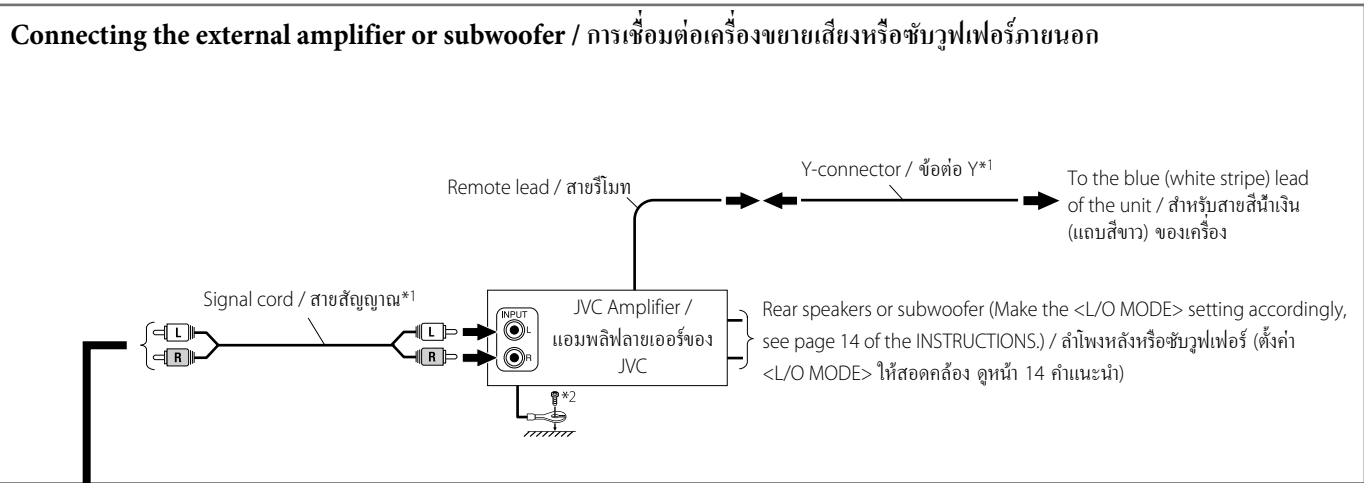 Connecting the external amplifier or subwoofer / การเชื่อมต่อเครื่องขยายเสียงหรือซับวูฟเฟอร์ภายนอก
Y-connector / ข้อต่อ Y*1
Remote lead / สายรีโมท
To the blue (white stripe) lead
of the unit / สำหรับสายสีน้ำเงิน
(แถบสีขาว) ของเครื่อง
Signal cord / สายสัญญาณ*1
L
R
L
R
INPUT
L
R
JVC Amplifier /
แอมพลิฟลายเออร์ของ
JVC
Rear speakers or subwoofer (Make the <L/O MODE> setting accordingly,
see page 14 of the INSTRUCTIONS.) / ลำโพงหลังหรือซับวูฟเฟอร์ (ตั้งค่า
<L/O MODE> ให้สอดคล้อง ดูหน้า 14 คำแนะนำ)
*2